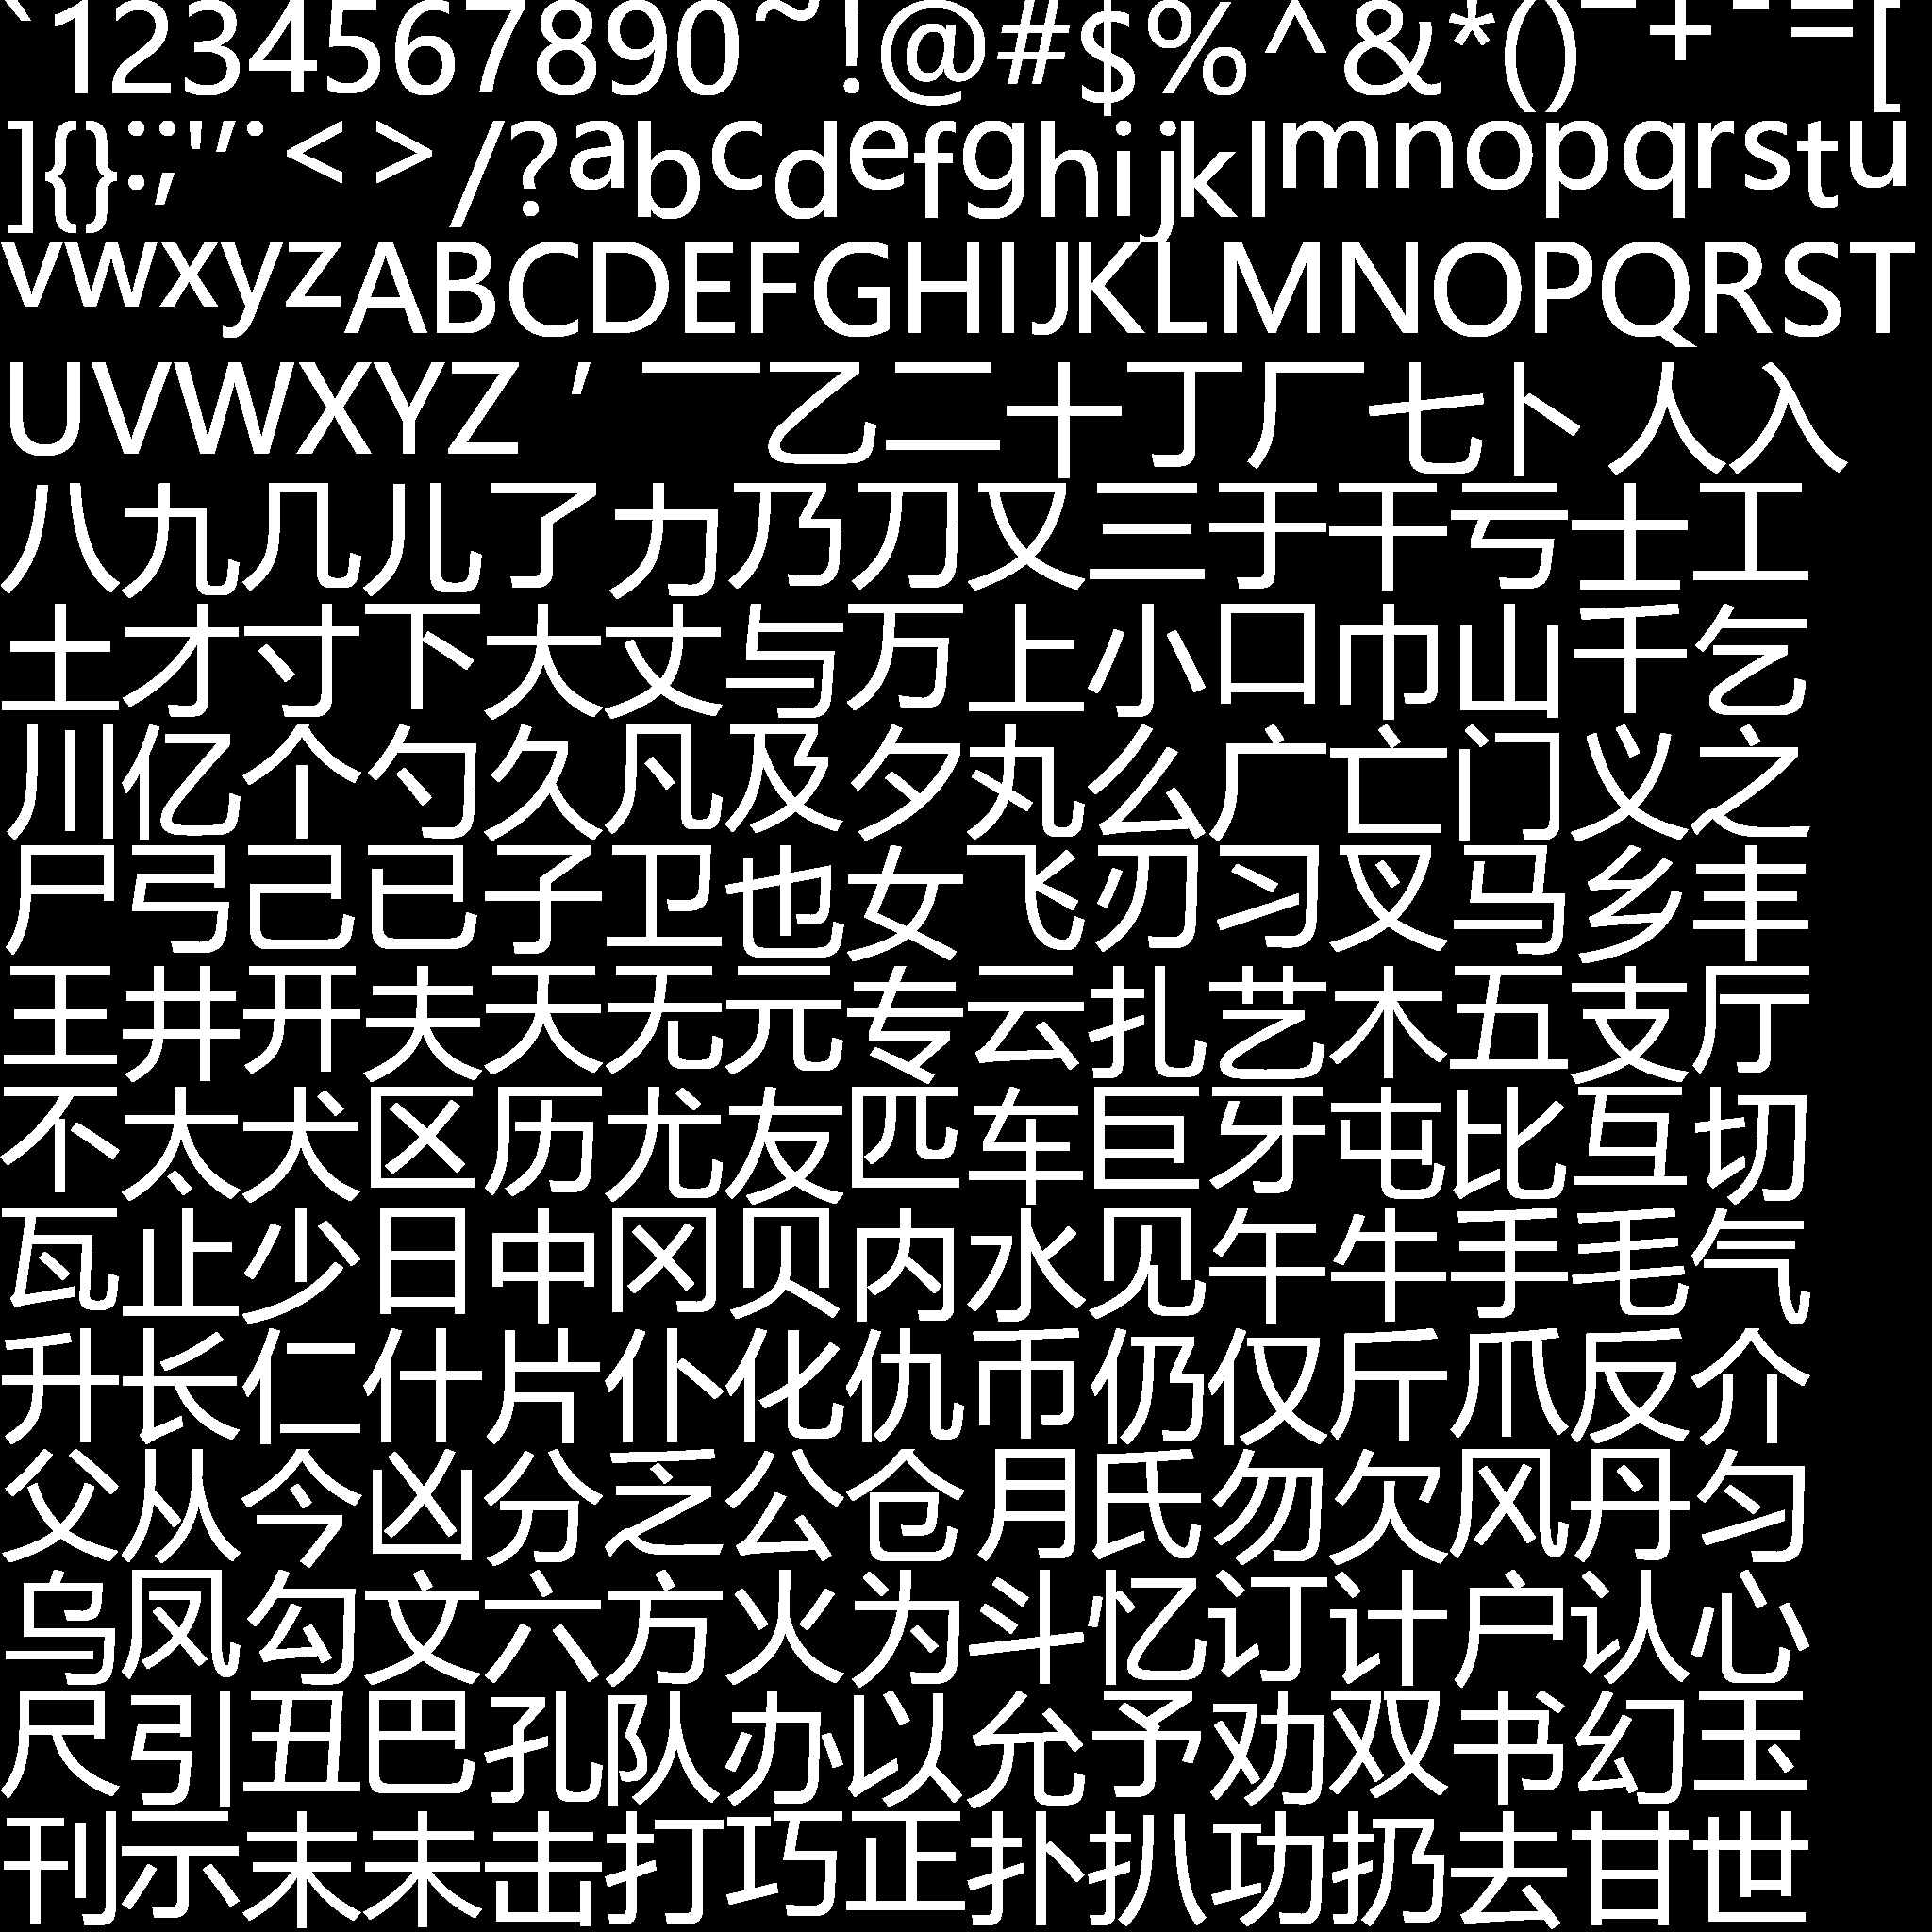 `1234567890~!@#$%^&*()_+-=[
]{}:;',.<>/?abcdefghijklmnopqrstu
vwxyzABCDEFGHIJKLMNOPQRST
UVWXYZ，一乙二十丁厂七卜人入
八九几儿了力乃刀又三于干亏士工
土才寸下大丈与万上小口巾山千乞
川亿个勺久凡及夕丸么广亡门义之
尸弓己已子卫也女飞刃习叉马乡丰
王井开夫天无元专云扎艺木五支厅
不太犬区历尤友匹车巨牙屯比互切
瓦止少日中冈贝内水见午牛手毛气
升长仁什片仆化仇币仍仅斤爪反介
父从今凶分乏公仓月氏勿欠风丹匀
乌凤勾文六方火为斗忆订计户认心
尺引丑巴孔队办以允予劝双书幻玉
刊示未未击打巧正扑扒功扔去甘世